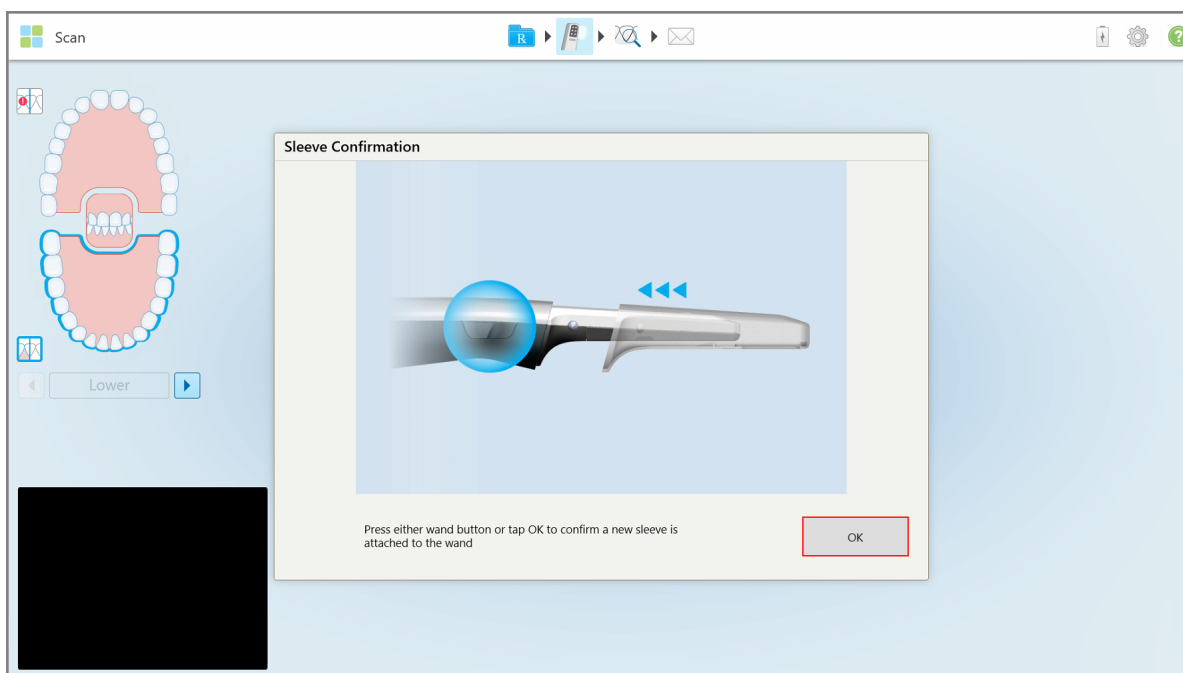 Scan
R
?
Sleeve Confirmation
Lower
Press either wand button or tap OK to confirm a new sleeve is
attached to the wand
OK